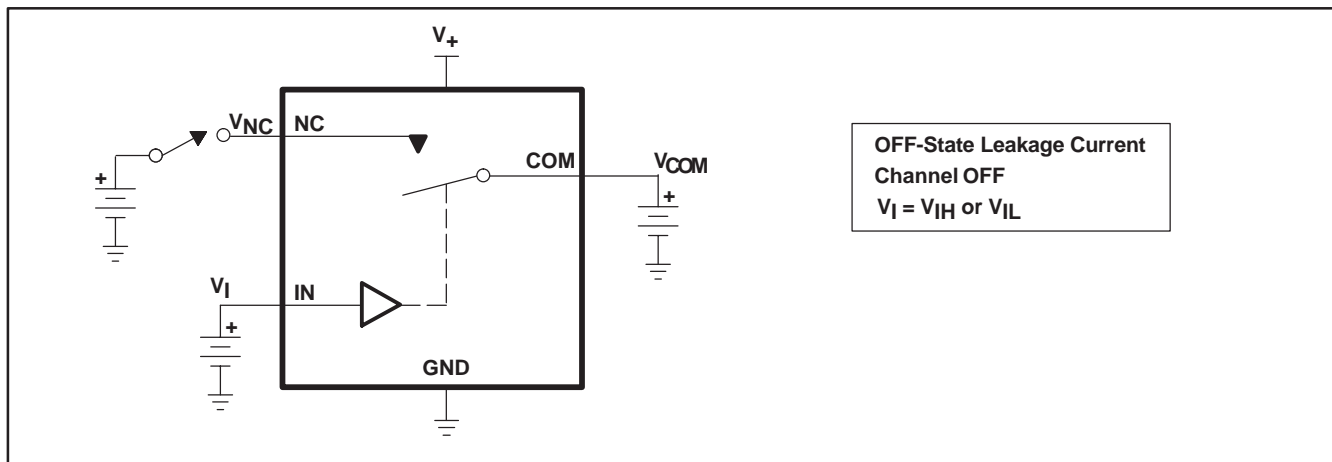 V+
VNC NC
COM VCOM
+
+
VI IN
+
GND
OFF-State Leakage Current
Channel OFF
VI = VIH or VIL